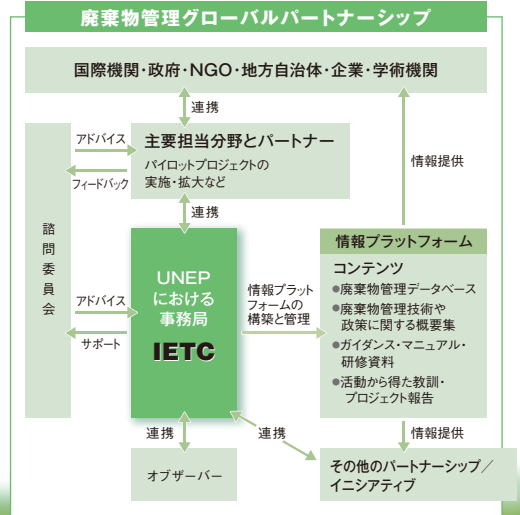 廃棄物管理グローバルパートナーシップ
国際機関・政府・NGO・地方自治体・企業・学術機関
連携
アドバイス
主要担当分野とパートナー
パイロットプロジェクトの
実施・拡大など
フィードバック
情報提供
連携
諮問委員会
UNEP
における
事務局
IETC
アドバイス
サポート
情報プラット
フォームの
構築と管理
情報プラットフォーム
コンテンツ
●廃棄物管理データベース
●廃棄物管理技術や
政策に関する概要集
●ガイダンス・マニュアル・
研修資料
●活動から得た教訓・
プロジェクト報告
連携
連携
情報提供
オブザーバー
その他のパートナーシップ／
イニシアティブ